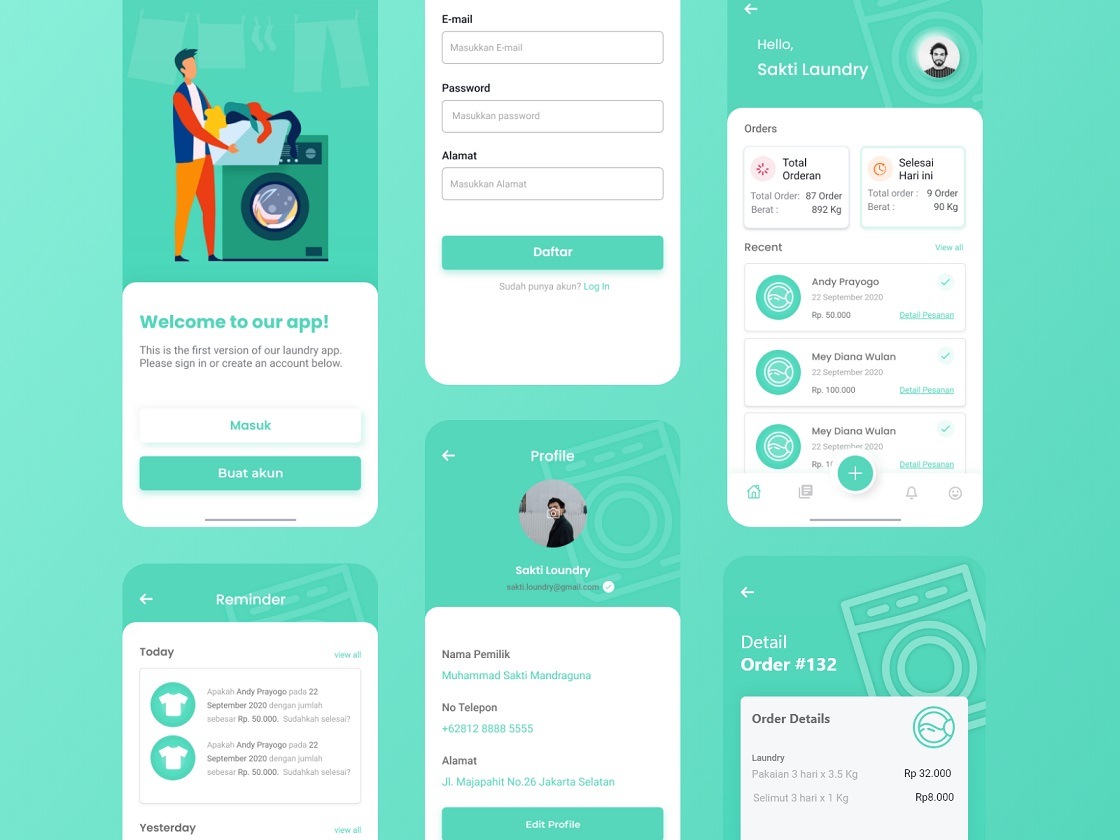 Welcome to our app!
This is the first version of our laundry app.
Please sign in or create an account below.
Masuk
Buat akun
Reminder
Today
view all
Apakah Andy Prayogo pada 22
September 2020 dengan jumlah
sebesar Rp. 50.000. Sudahkah selesai?
Apakah Andy Prayogo pada 22
September 2020 dengan jumlah
sebesar Rp. 50.000. Sudahkah selesai?
Yesterday
view all
E-mail
Masukkan E-mail
Password
Masukkan password
Alamat
Masukkan Alamat
Daftar
Sudah punya akun? Log In
Profile
Sakti Loundry
sakti.loundry@gmail.com
Nama Pemilik
Muhammad Sakti Mandraguna
No Telepon
+62812 8888 5555
Alamat
Jl. Majapahit No.26 Jakarta Selatan
Edit Profile
Hello,
Sakti Laundry
Orders
Total
Orderan
Total Order: 87 Order
Berat : 892 Kg
Selesai
Hari ini
Total order : 9 Order
Berat : 90 Kg
Recent
View all
Andy Prayogo
22 September 2020
Rp. 50.000
Detail Pesanan
Mey Diana Wulan
22 September 2020
Rp. 100.000
Detail Pesanan
Mey Diana Wulan
22 September 2020
Rp.
Detail Pesanan
Detail
Order #132
Order Details
Laundry
Pakaian 3 hari x 3.5 Kg Rp 32.000
Selimut 3 hari x 1 Kg Rp8.000